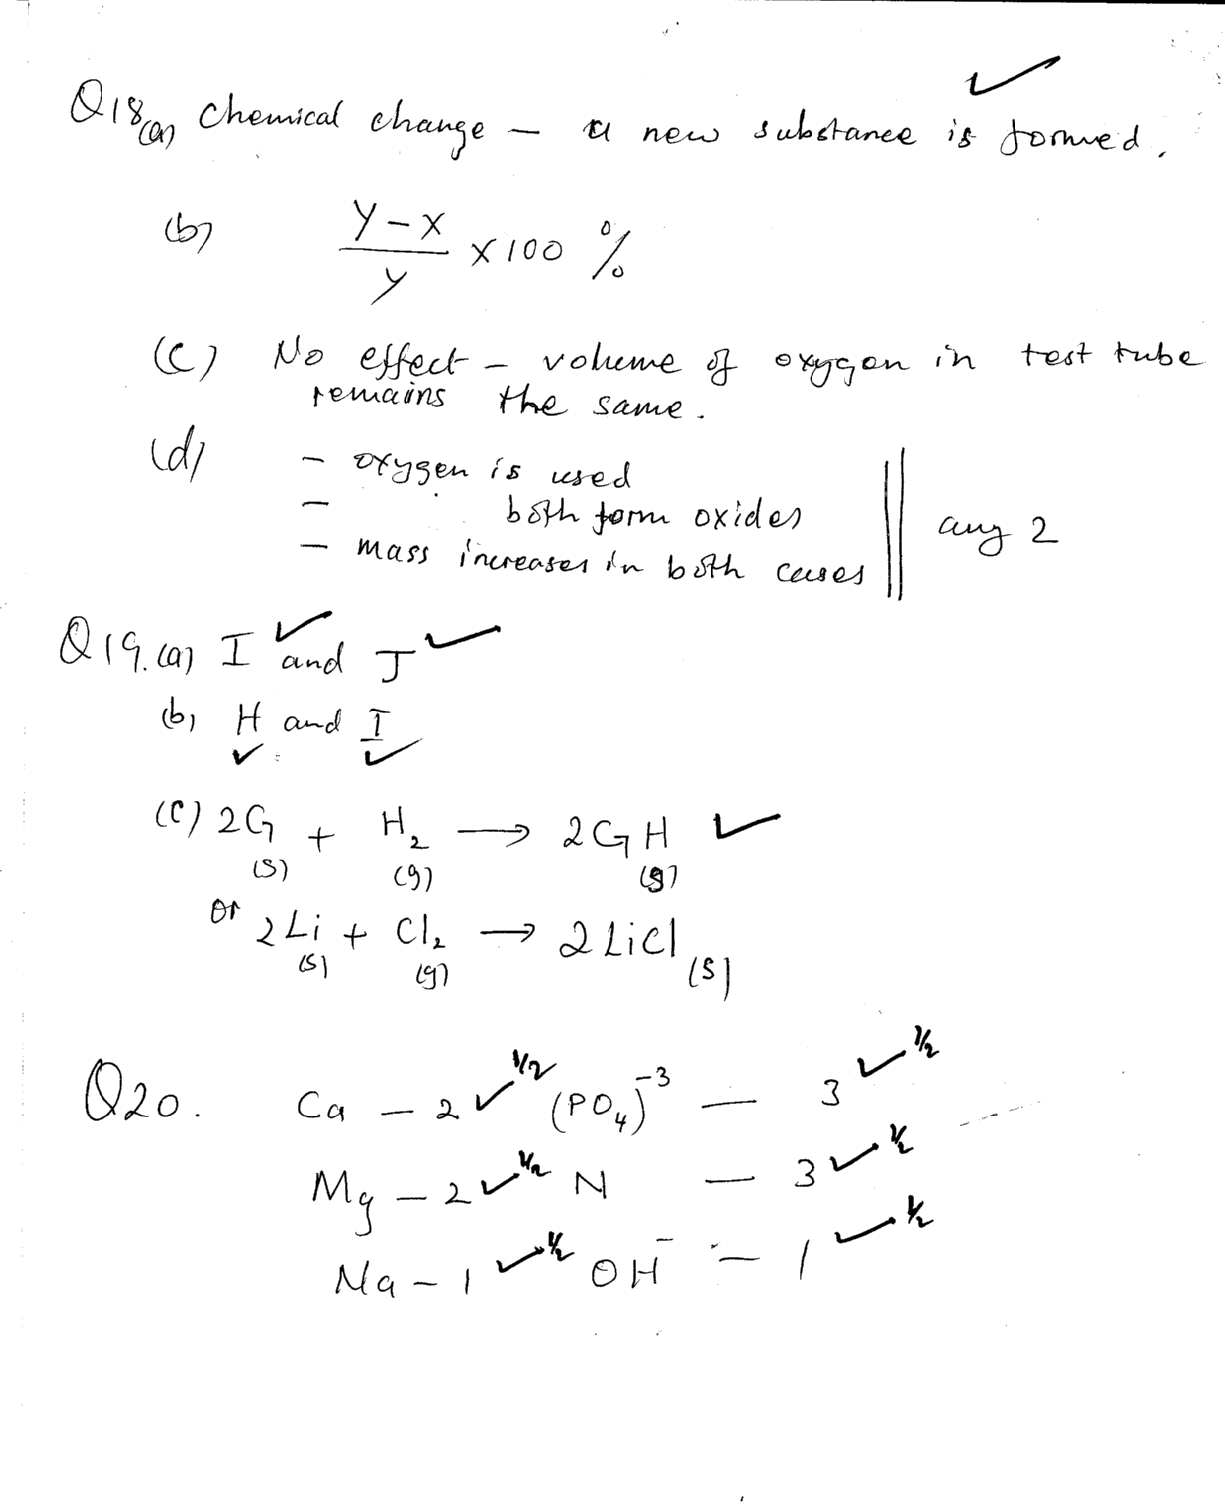 Q18(a) Chemical change – a new substance is formed. ✓
(b) Y-X/Y X100 %
(c) No effect – volume of oxygen in test tube
remains the same.
(d) – oxygen is used
– both form oxides
– mass increases in both cases
any 2
Q19.(a) I ✓ and J ✓
(b) H and I
✓ ✓
(c) 2G(s) + H₂(g) → 2GH(g) ✓
or 2Li(s) + Cl₂(g) → 2LiCl(s)
Q20. Ca – 2 ✓½ (PO₄)⁻³ — 3 ✓½
Mg – 2 ✓½ N — 3 ✓½
Na – 1 ✓½ OH⁻ — 1 ✓½